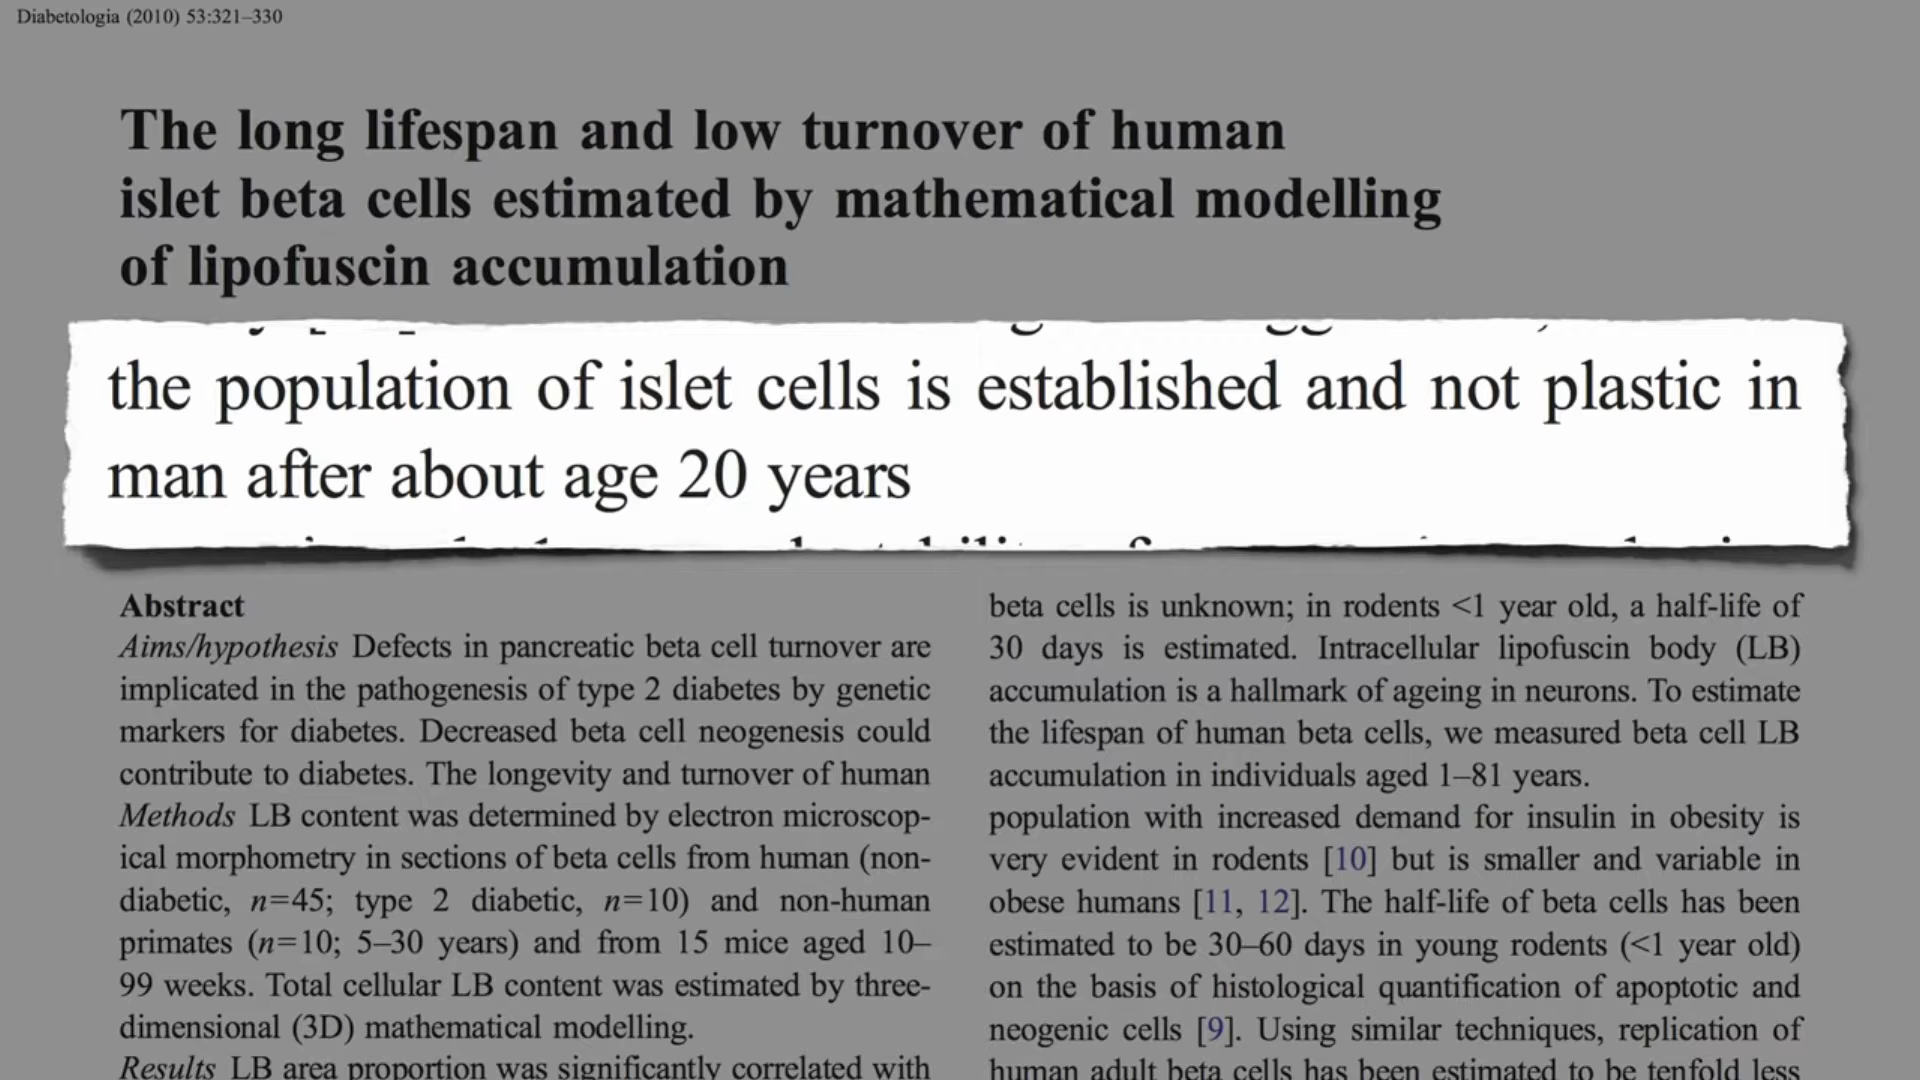 Diabetologia (2010) 53:321–330
The long lifespan and low turnover of human
islet beta cells estimated by mathematical modelling
of lipofuscin accumulation
the population of islet cells is established and not plastic in
man after about age 20 years
Abstract
Aims/hypothesis Defects in pancreatic beta cell turnover are
implicated in the pathogenesis of type 2 diabetes by genetic
markers for diabetes. Decreased beta cell neogenesis could
contribute to diabetes. The longevity and turnover of human
Methods LB content was determined by electron microscop-
ical morphometry in sections of beta cells from human (non-
diabetic, n=45; type 2 diabetic, n=10) and non-human
primates (n=10; 5–30 years) and from 15 mice aged 10–
99 weeks. Total cellular LB content was estimated by three-
dimensional (3D) mathematical modelling.
Results LB area proportion was significantly correlated with
beta cells is unknown; in rodents <1 year old, a half-life of
30 days is estimated. Intracellular lipofuscin body (LB)
accumulation is a hallmark of ageing in neurons. To estimate
the lifespan of human beta cells, we measured beta cell LB
accumulation in individuals aged 1–81 years.
population with increased demand for insulin in obesity is
very evident in rodents [10] but is smaller and variable in
obese humans [11, 12]. The half-life of beta cells has been
estimated to be 30–60 days in young rodents (<1 year old)
on the basis of histological quantification of apoptotic and
neogenic cells [9]. Using similar techniques, replication of
human adult beta cells has been estimated to be tenfold less